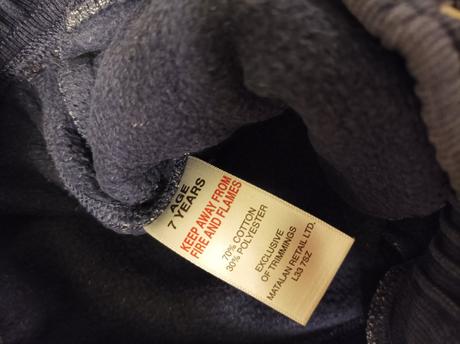 AGE
7 YEARS
KEEP AWAY FROM
FIRE AND FLAMES
70% COTTON
30% POLYESTER
EXCLUSIVE
OF TRIMMINGS
MATALAN RETAIL LTD.
L33 7SZ